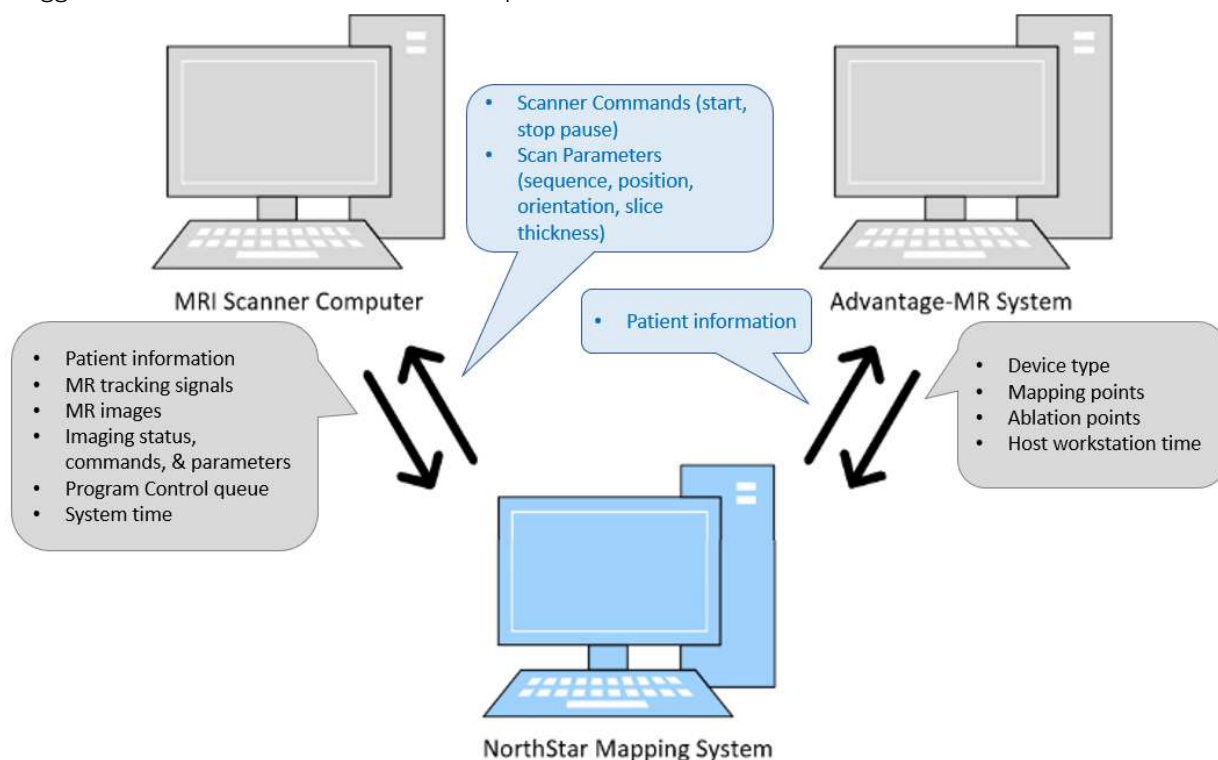 • Scanner Commands (start,
stop pause)
• Scan Parameters
(sequence, position,
orientation, slice
thickness)
MRI Scanner Computer
Advantage-MR System
• Patient information
• Patient information
• MR tracking signals
• MR images
• Imaging status,
commands, & parameters
• Program Control queue
• System time
• Device type
• Mapping points
• Ablation points
• Host workstation time
NorthStar Mapping System